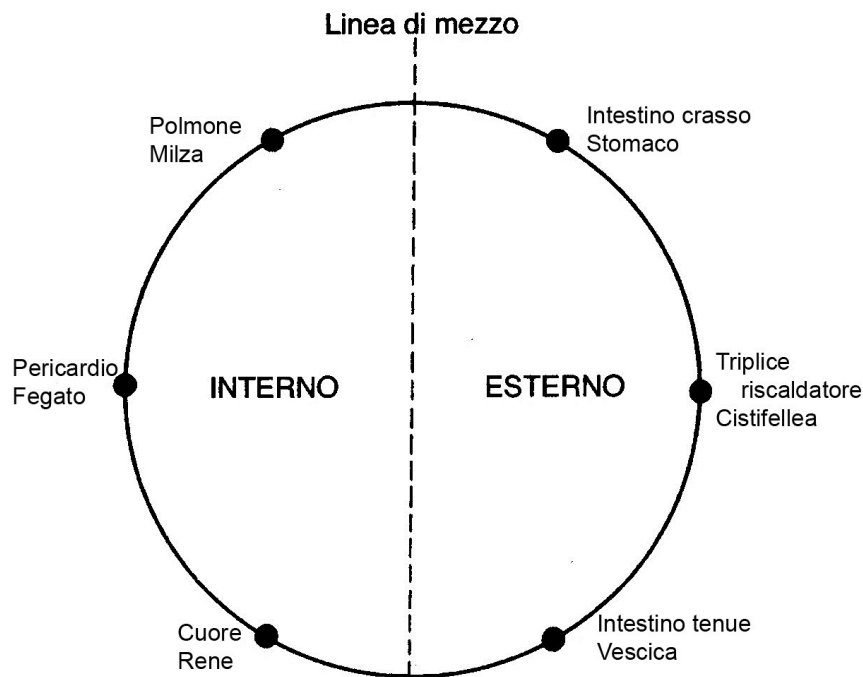 Linea di mezzo
Polmone
Milza
Intestino crasso
Stomaco
Pericardio
Fegato
INTERNO
ESTERNO
Triplice
riscaldatore
Cistifellea
Cuore
Rene
Intestino tenue
Vescica